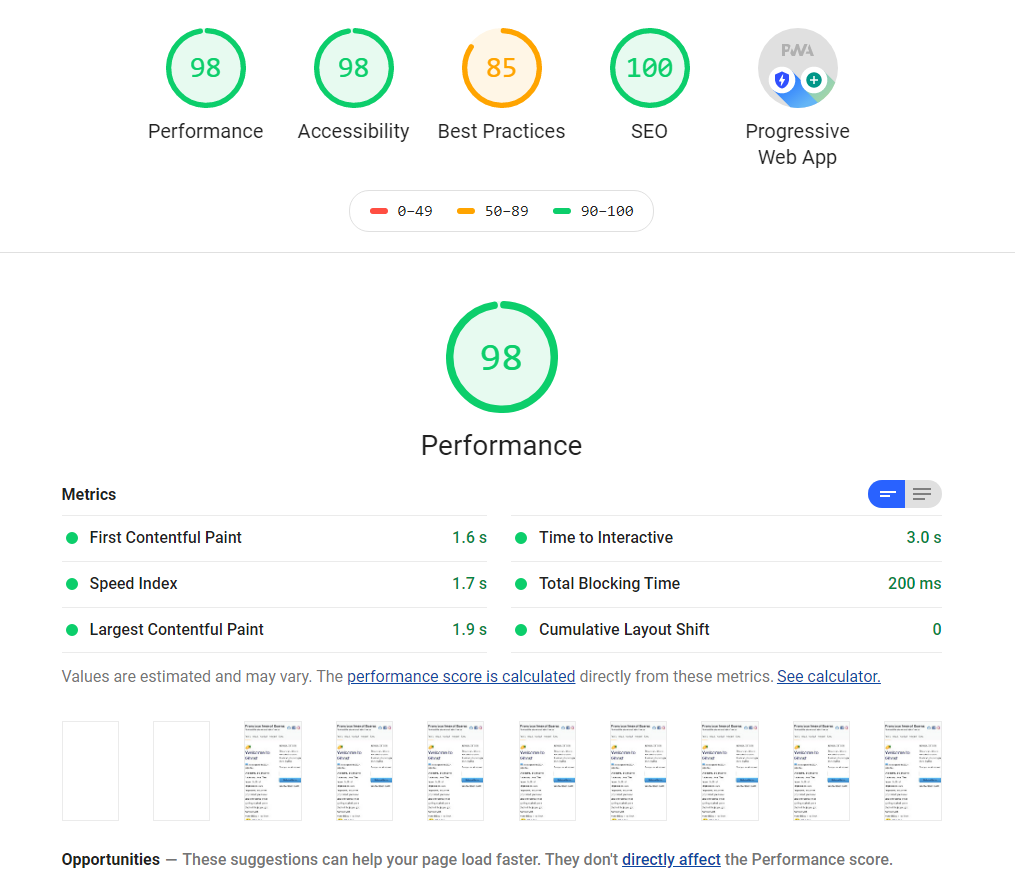 98 98 85 100 PWA
Performance Accessibility Best Practices SEO Progressive
Web App
0–49 50–89 90–100
98
Performance
Metrics
First Contentful Paint 1.6 s Time to Interactive 3.0 s
Speed Index 1.7 s Total Blocking Time 200 ms
Largest Contentful Paint 1.9 s Cumulative Layout Shift 0
Values are estimated and may vary. The performance score is calculated directly from these metrics. See calculator.
Opportunities — These suggestions can help your page load faster. They don't directly affect the Performance score.